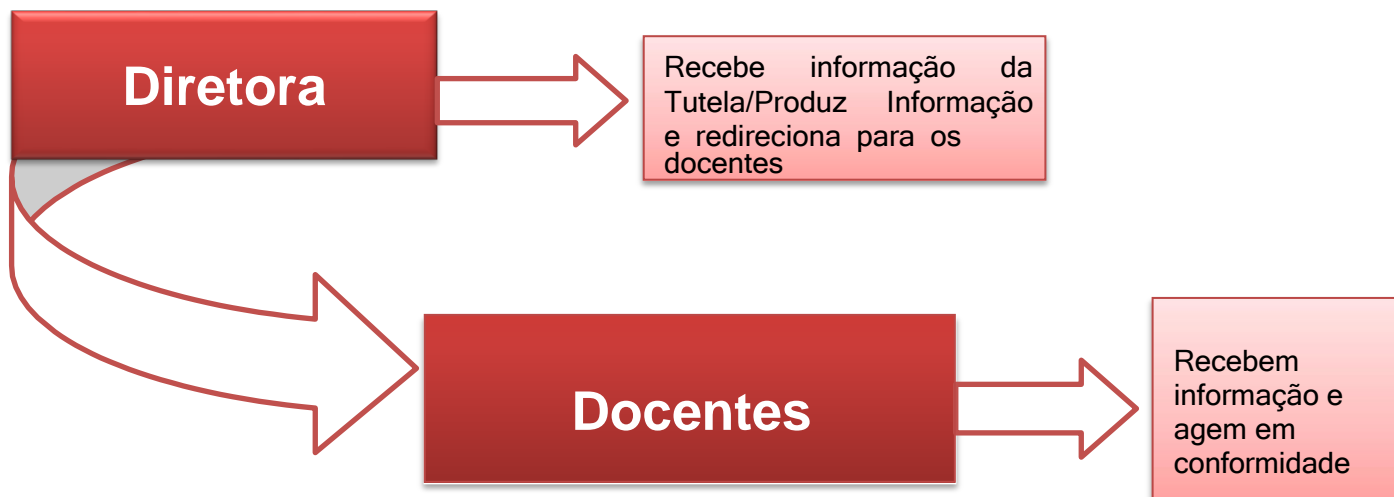 Diretora
Recebe informação da
Tutela/Produz Informação
e redireciona para os
docentes
Docentes
Recebem
informação e
agem em
conformidade